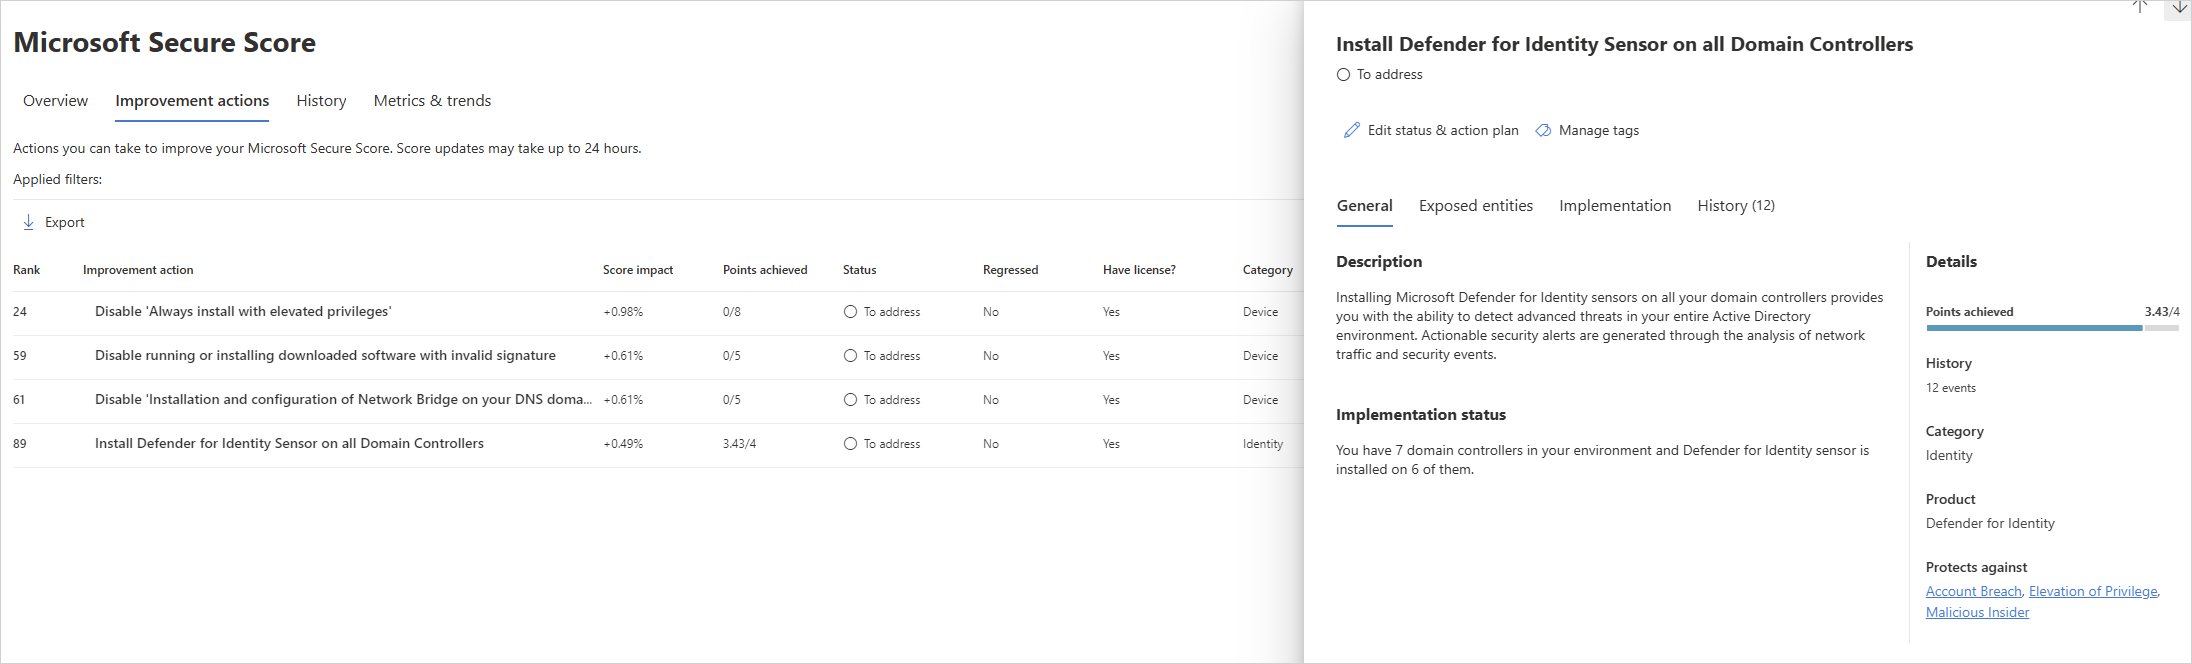 Microsoft Secure Score
Overview Improvement actions History Metrics & trends
Actions you can take to improve your Microsoft Secure Score. Score updates may take up to 24 hours.
Applied filters:
Export
Rank Improvement action Score impact Points achieved Status Regressed Have license? Category
24 Disable 'Always install with elevated privileges' +0.98% 0/8 To address No Yes Device
59 Disable running or installing downloaded software with invalid signature +0.61% 0/5 To address No Yes Device
61 Disable 'Installation and configuration of Network Bridge on your DNS doma... +0.61% 0/5 To address No Yes Device
89 Install Defender for Identity Sensor on all Domain Controllers +0.49% 3.43/4 To address No Yes Identity
Install Defender for Identity Sensor on all Domain Controllers
To address
Edit status & action plan Manage tags
General Exposed entities Implementation History (12)
Description
Installing Microsoft Defender for Identity sensors on all your domain controllers provides
you with the ability to detect advanced threats in your entire Active Directory
environment. Actionable security alerts are generated through the analysis of network
traffic and security events.
Implementation status
You have 7 domain controllers in your environment and Defender for Identity sensor is
installed on 6 of them.
Details
Points achieved 3.43/4
History
12 events
Category
Identity
Product
Defender for Identity
Protects against
Account Breach, Elevation of Privilege,
Malicious Insider